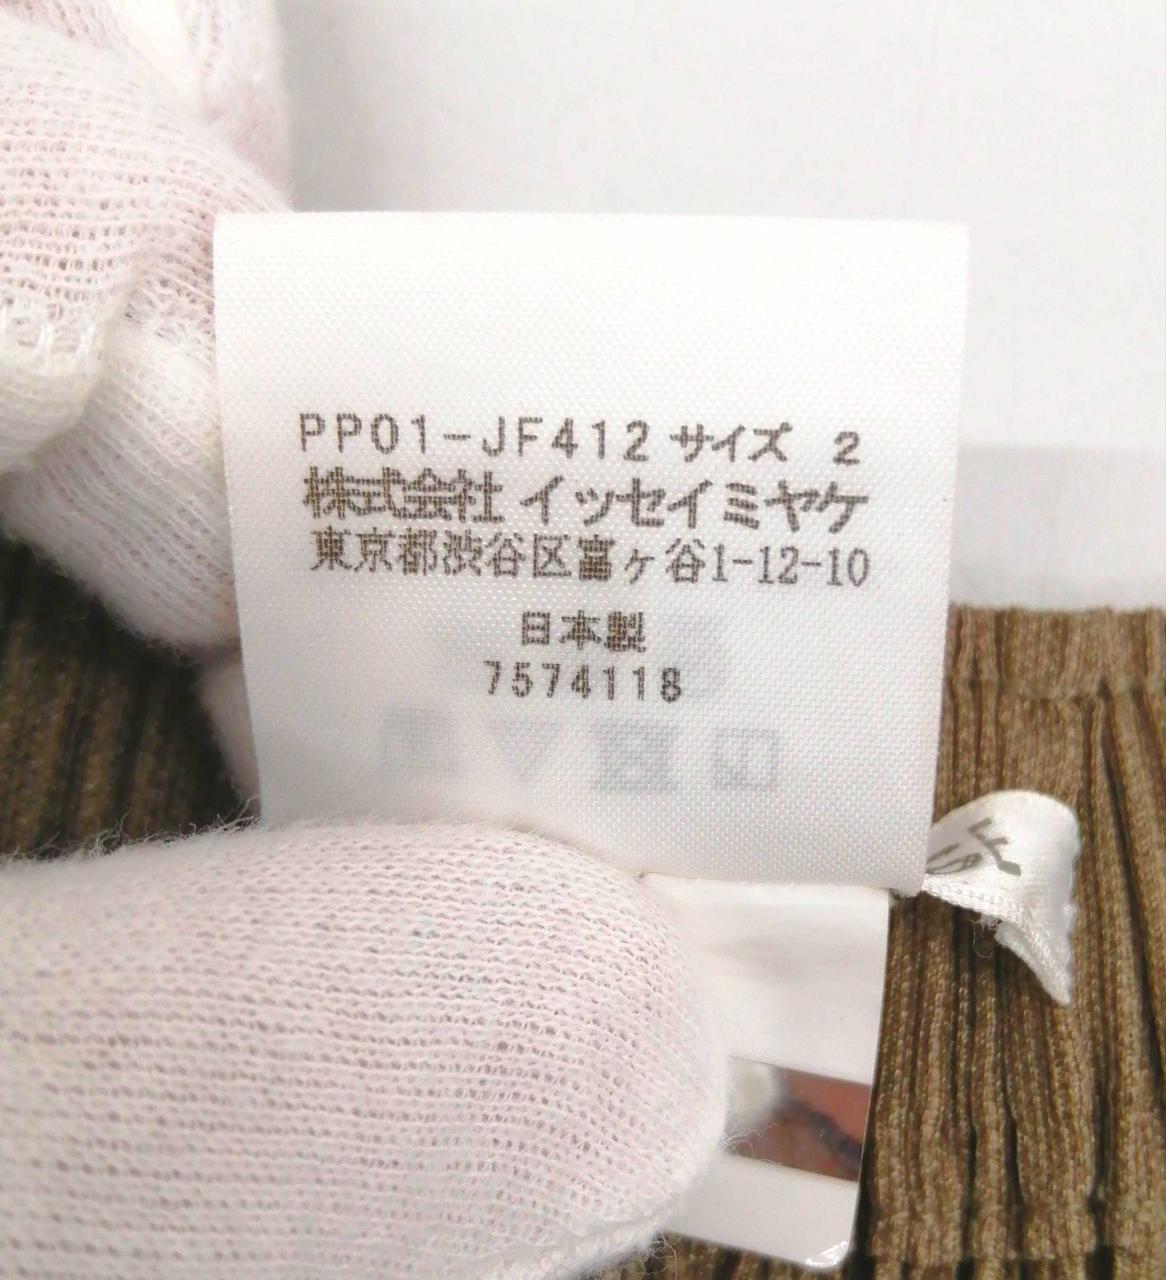 PP01-JF412 サイズ 2
株式会社 イッセイミヤケ
東京都渋谷区富ヶ谷1-12-10
日本製
7574118